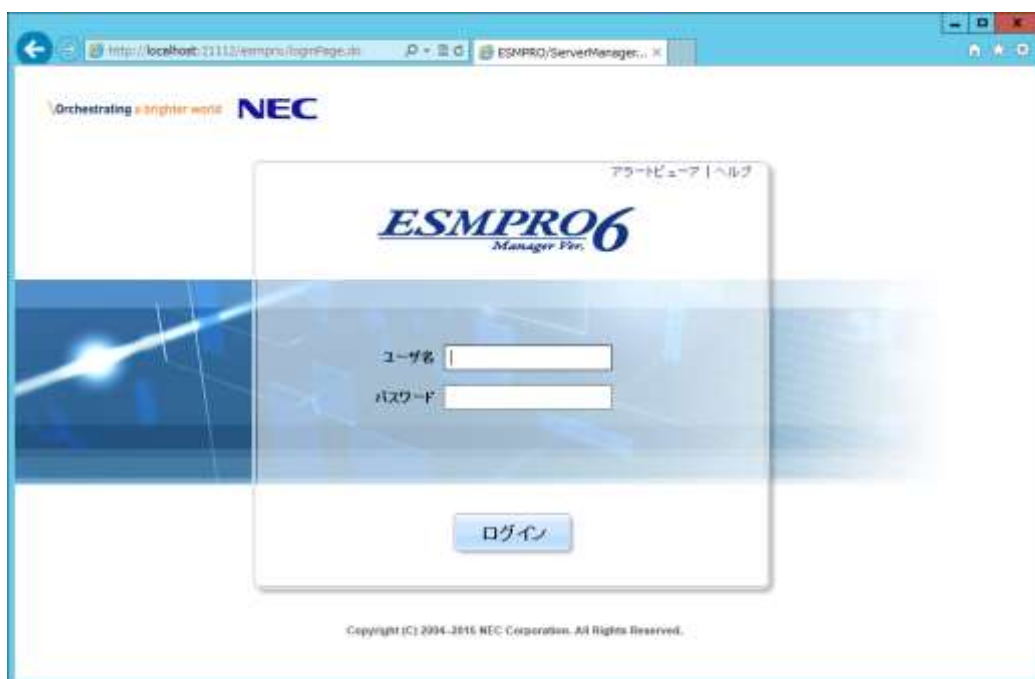 http://localhost:21112/esmpro/loginPage.do
ESMPRO/ServerManager...
\Orchestrating a brighter world NEC
アラートビューア | ヘルプ
ESMPRO6
Manager Ver.
ユーザ名
パスワード
ログイン
Copyright (C) 2004-2015 NEC Corporation. All Rights Reserved.